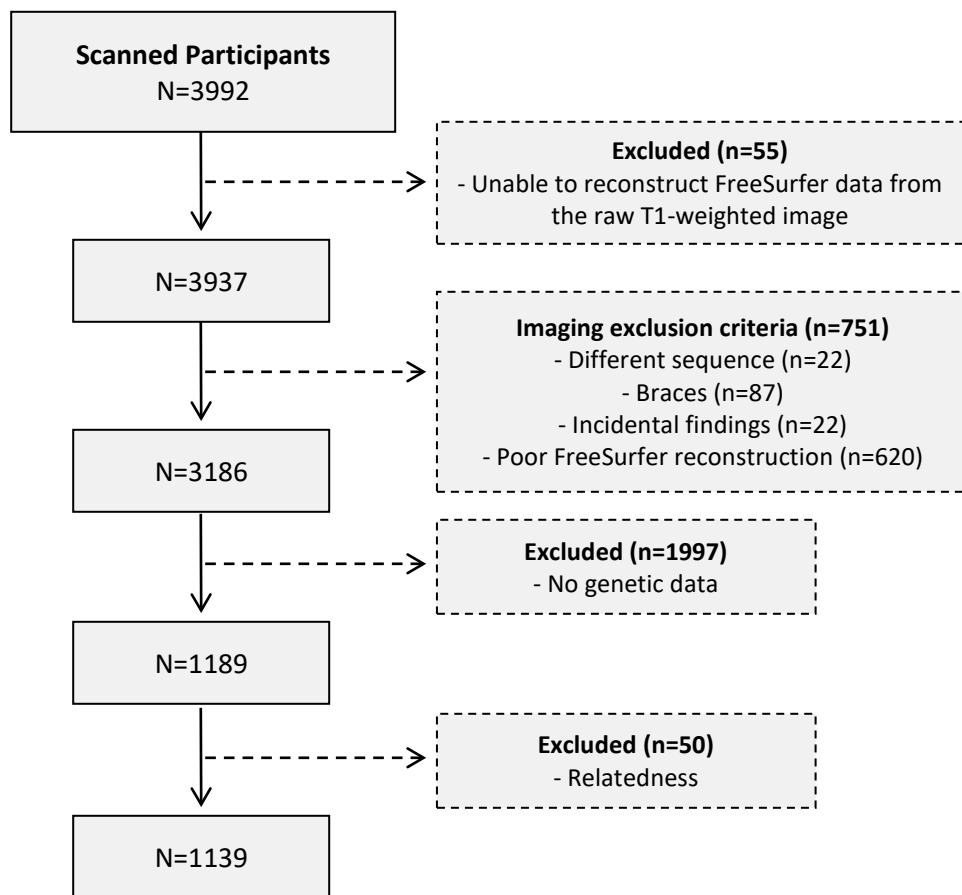 Scanned Participants
N=3992
Excluded (n=55)
- Unable to reconstruct FreeSurfer data from
the raw T1-weighted image
N=3937
Imaging exclusion criteria (n=751)
- Different sequence (n=22)
- Braces (n=87)
- Incidental findings (n=22)
- Poor FreeSurfer reconstruction (n=620)
N=3186
Excluded (n=1997)
- No genetic data
N=1189
Excluded (n=50)
- Relatedness
N=1139